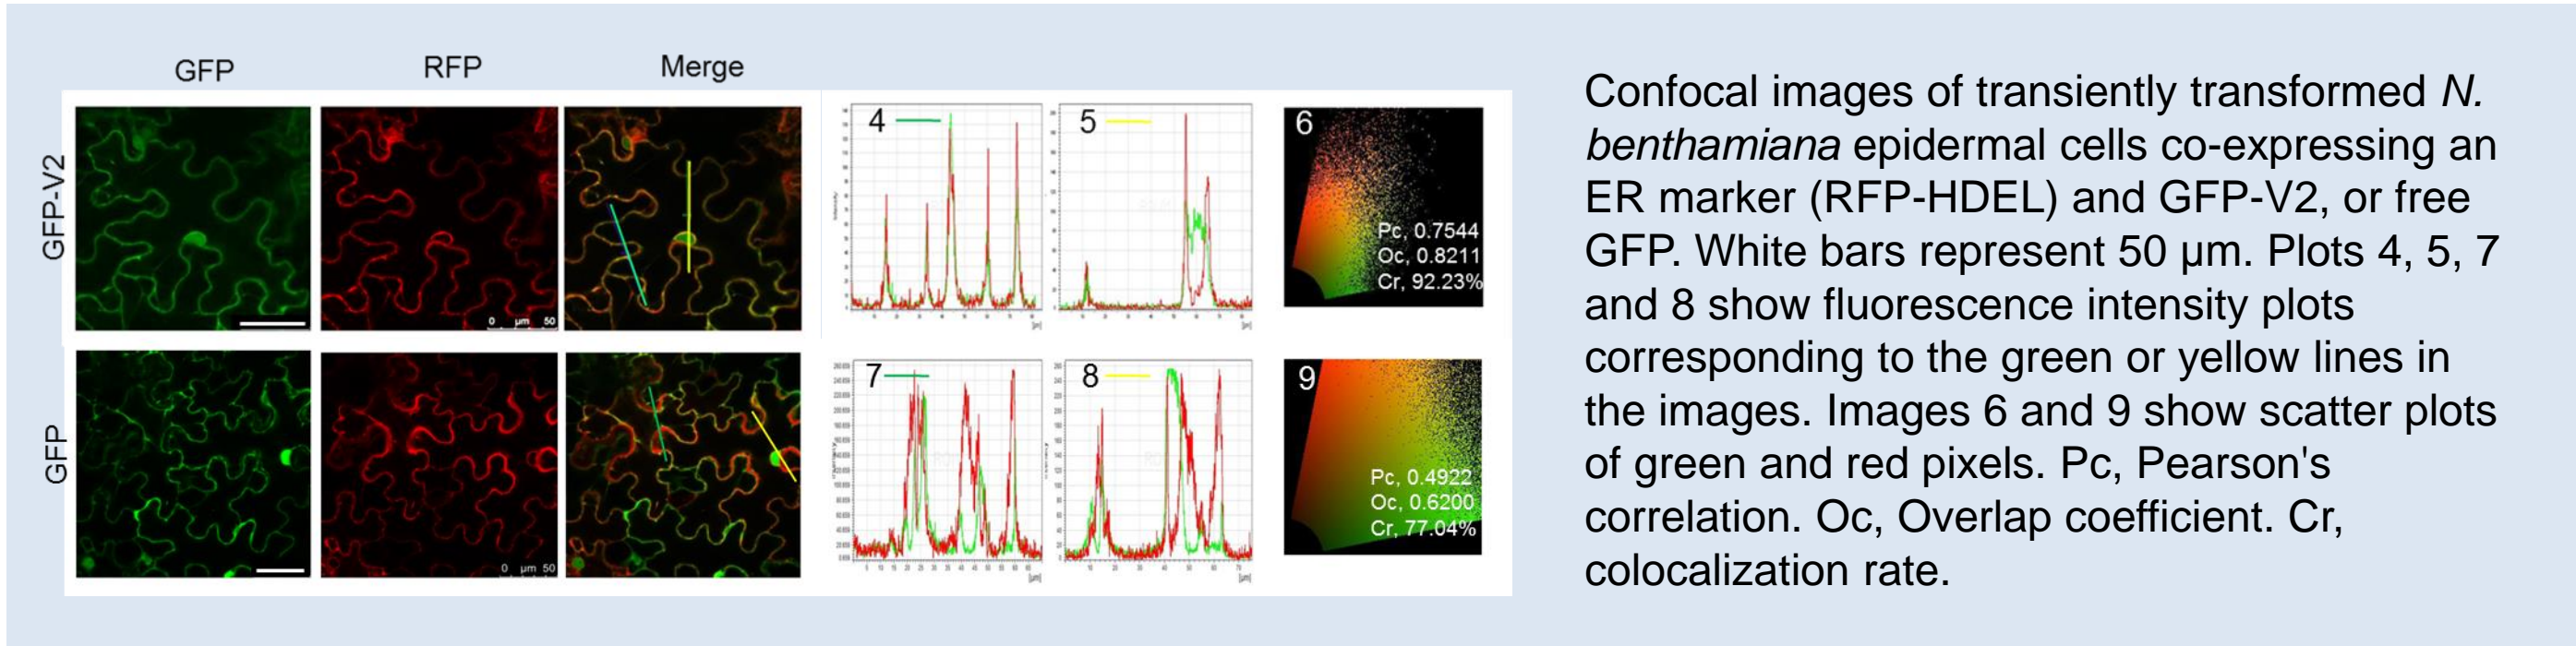 GFP RFP Merge
GFP-V2
0 µm 50
4
5
6
Pc, 0.7544
Oc, 0.8211
Cr, 92.23%
GFP
0 µm 50
7
8
9
Pc, 0.4922
Oc, 0.6200
Cr, 77.04%
Confocal images of transiently transformed N.
benthamiana epidermal cells co-expressing an
ER marker (RFP-HDEL) and GFP-V2, or free
GFP. White bars represent 50 µm. Plots 4, 5, 7
and 8 show fluorescence intensity plots
corresponding to the green or yellow lines in
the images. Images 6 and 9 show scatter plots
of green and red pixels. Pc, Pearson's
correlation. Oc, Overlap coefficient. Cr,
colocalization rate.